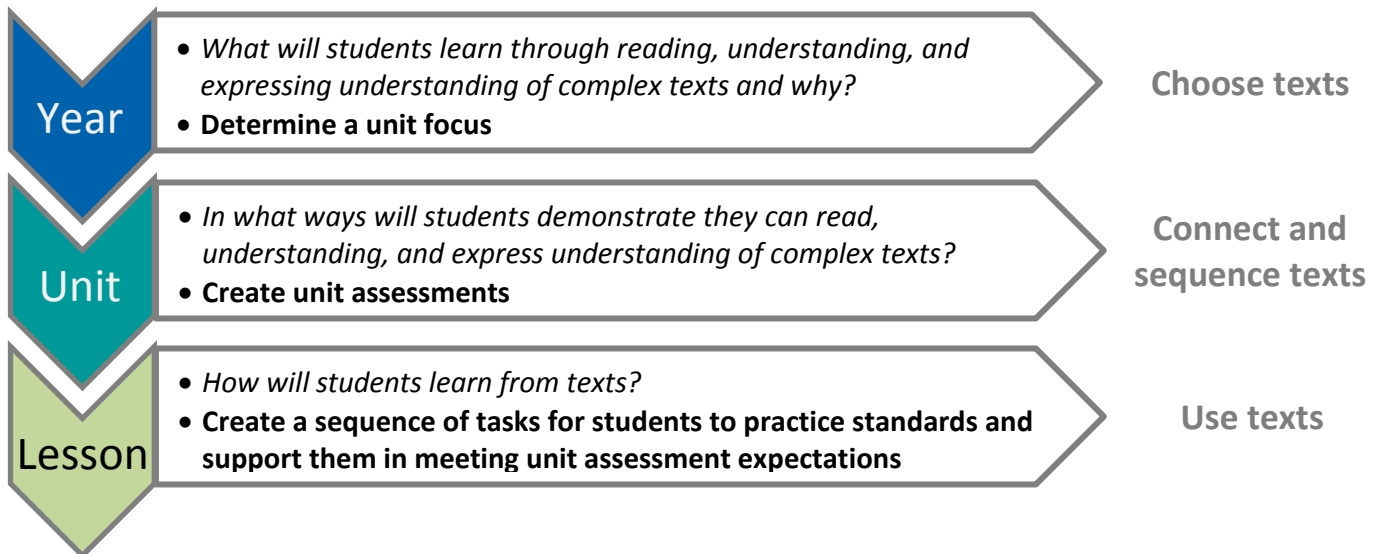 Year
• What will students learn through reading, understanding, and
expressing understanding of complex texts and why?
• Determine a unit focus
Choose texts
Unit
• In what ways will students demonstrate they can read,
understanding, and express understanding of complex texts?
• Create unit assessments
Connect and
sequence texts
Lesson
• How will students learn from texts?
• Create a sequence of tasks for students to practice standards and
support them in meeting unit assessment expectations
Use texts